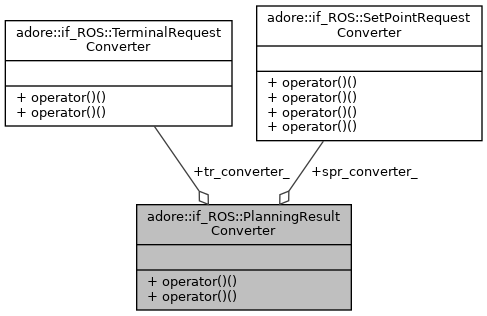 adore::if_ROS::TerminalRequest
Converter
+ operator()()
+ operator()()
adore::if_ROS::SetPointRequest
Converter
+ operator()()
+ operator()()
+ operator()()
+ operator()()
+tr_converter_
+spr_converter_
adore::if_ROS::PlanningResult
Converter
+ operator()()
+ operator()()